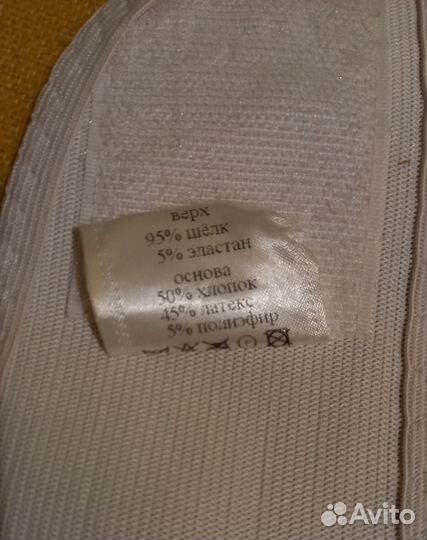 верх
95% шёлк
5% эластан
основа
50% хлопок
45% латекс
5% полиэфир
Avito